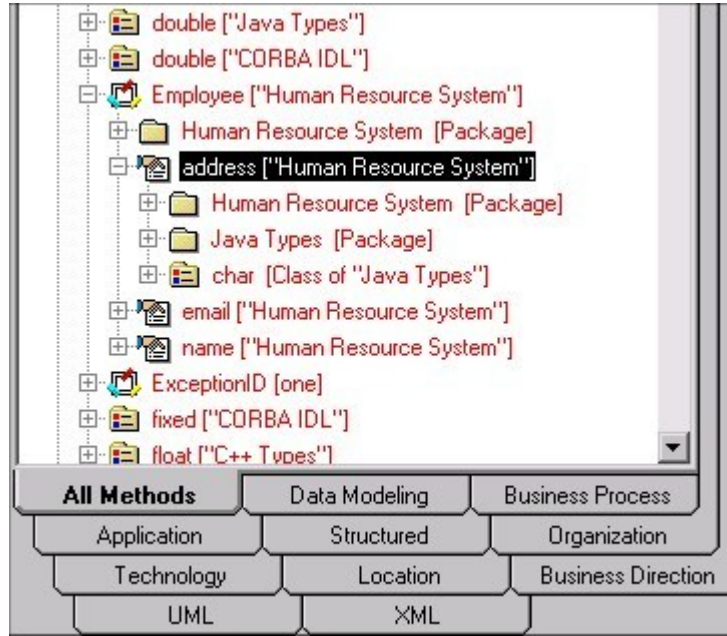 double ["Java Types"]
double ["CORBA IDL"]
Employee ["Human Resource System"]
Human Resource System [Package]
address ["Human Resource System"]
Human Resource System [Package]
Java Types [Package]
char [Class of "Java Types"]
email ["Human Resource System"]
name ["Human Resource System"]
ExceptionID [one]
fixed ["CORBA IDL"]
float ["C++ Types"]
All Methods Data Modeling Business Process
Application Structured Organization
Technology Location Business Direction
UML XML